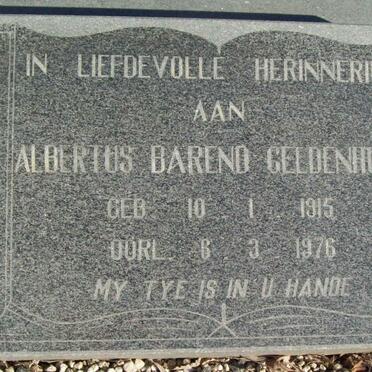 IN LIEFDEVOLLE HERINNERI
AAN
ALBERTUS BAREND GELDENHU
GEB. 10 . 1 . 1915
OORL. 6 . 3 . 1976
MY TYE IS IN U HANDE